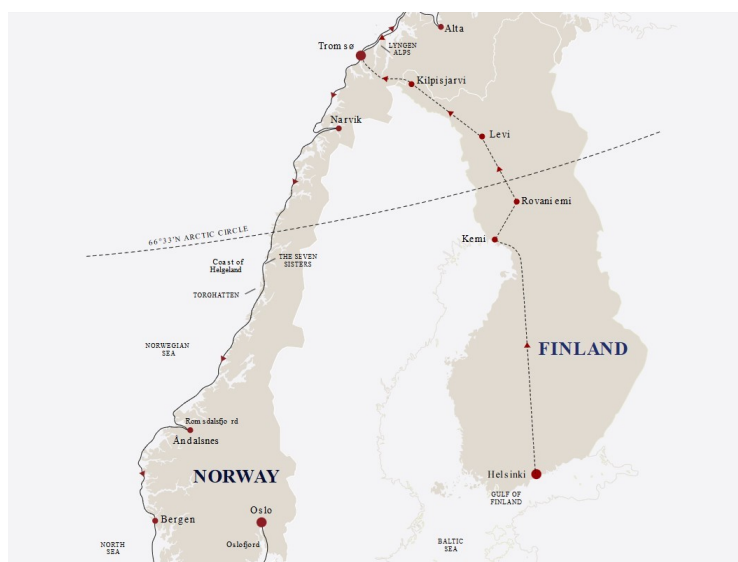 Alta
Tromsø
LYNGEN
ALPS
Kilpisjarvi
Narvik
Levi
Rovaniemi
66°33'N ARCTIC CIRCLE
Kemi
Coast of
Helgeland
THE SEVEN
SISTERS
TORGHATTEN
NORWEGIAN
SEA
FINLAND
Romsdalsfjord
Åndalsnes
NORWAY
Helsinki
GULF OF
FINLAND
Oslo
Bergen
NORTH
SEA
Oslofjord
BALTIC
SEA